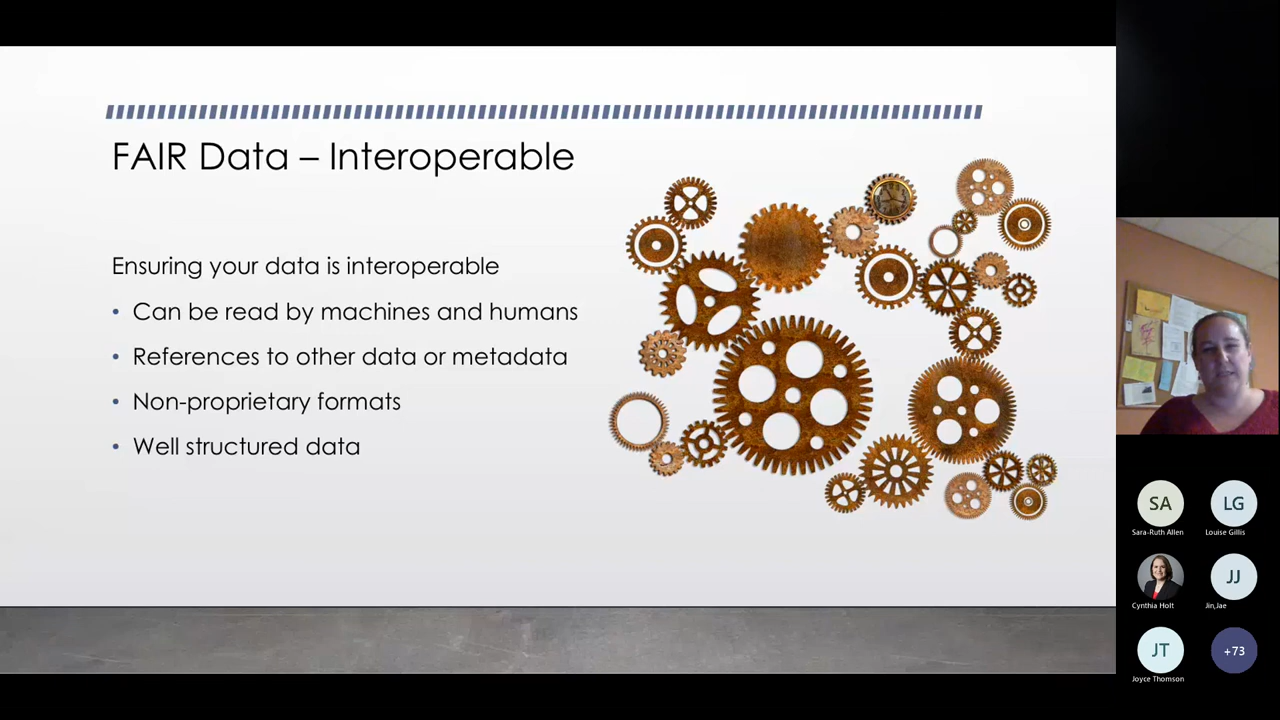 FAIR Data – Interoperable
Ensuring your data is interoperable
• Can be read by machines and humans
• References to other data or metadata
• Non-proprietary formats
• Well structured data
SA
LG
Sara-Ruth Allen
Louise Gillis
JJ
Cynthia Holt
Jin,Jae
JT
+73
Joyce Thomson